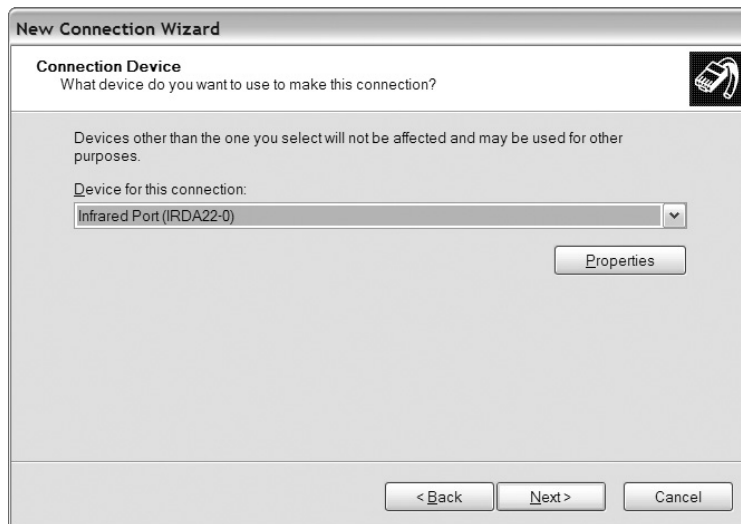 New Connection Wizard
Connection Device
What device do you want to use to make this connection?
Devices other than the one you select will not be affected and may be used for other
purposes.
Device for this connection:
Infrared Port (IRDA22-0)
Properties
< Back
Next >
Cancel